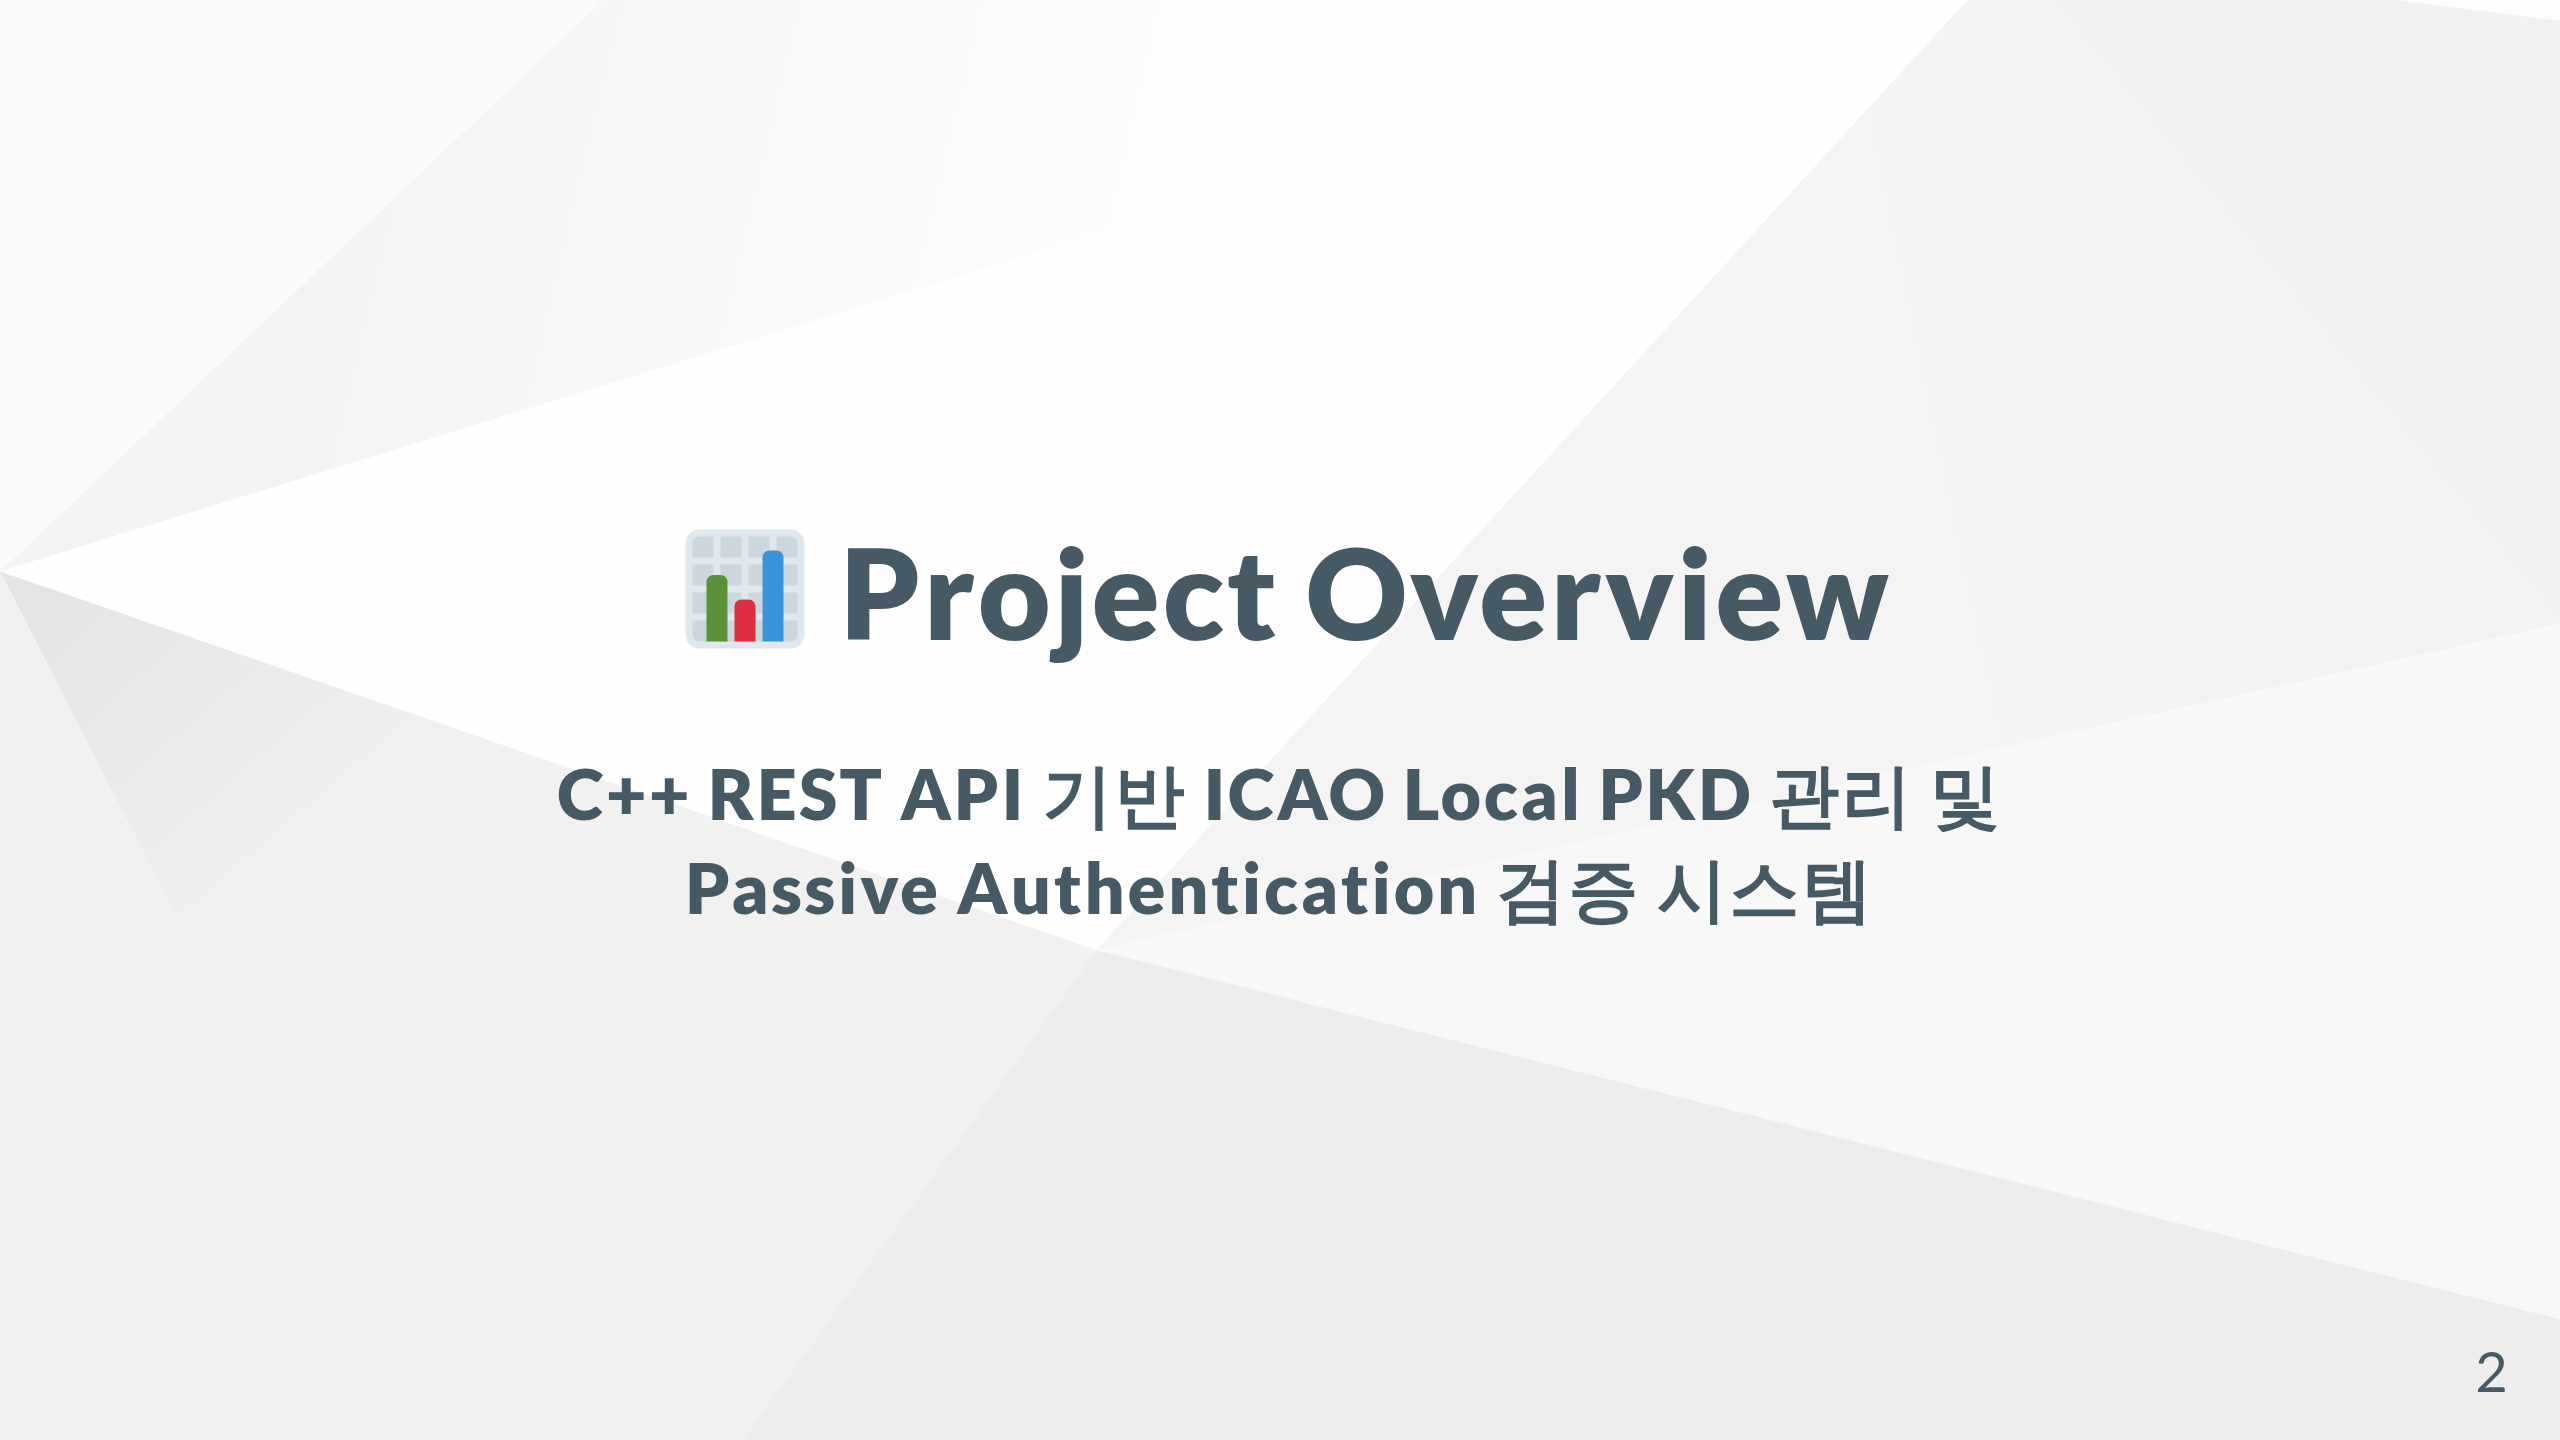 📊 Project Overview
C++ REST API 기반 ICAO Local PKD 관리 및
Passive Authentication 검증 시스템
2